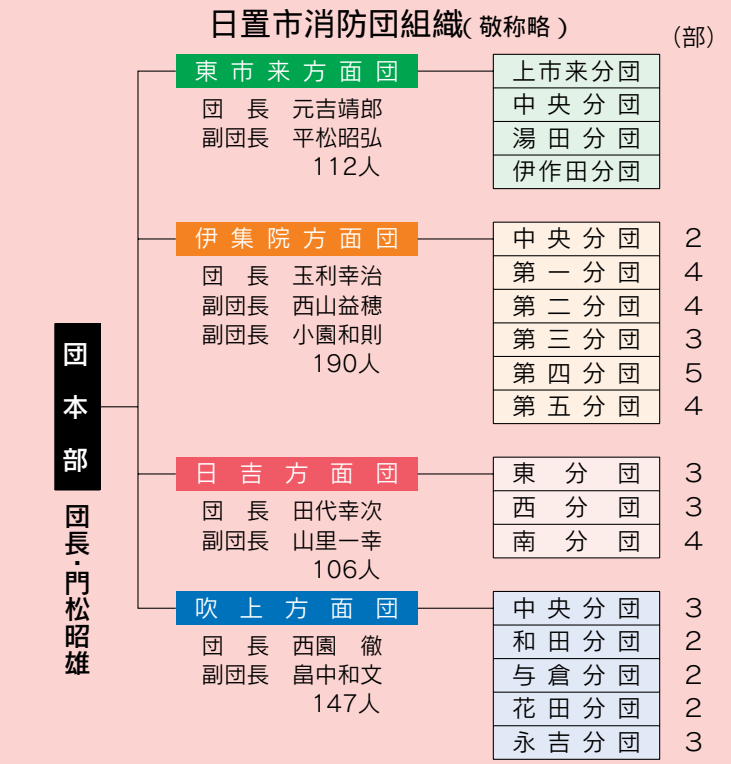 日置市消防団組織(敬称略)
(部)
団本部
団長・門松昭雄
東市来方面団
団長 元吉靖郎
副団長 平松昭弘
112人
上市来分団
中央分団
湯田分団
伊作田分団
伊集院方面団
団長 玉利幸治
副団長 西山益穂
副団長 小園和則
190人
中央分団 2
第一分団 4
第二分団 4
第三分団 3
第四分団 5
第五分団 4
日吉方面団
団長 田代幸次
副団長 山里一幸
106人
東分団 3
西分団 3
南分団 4
吹上方面団
団長 西園 徹
副団長 畠中和文
147人
中央分団 3
和田分団 2
与倉分団 2
花田分団 2
永吉分団 3